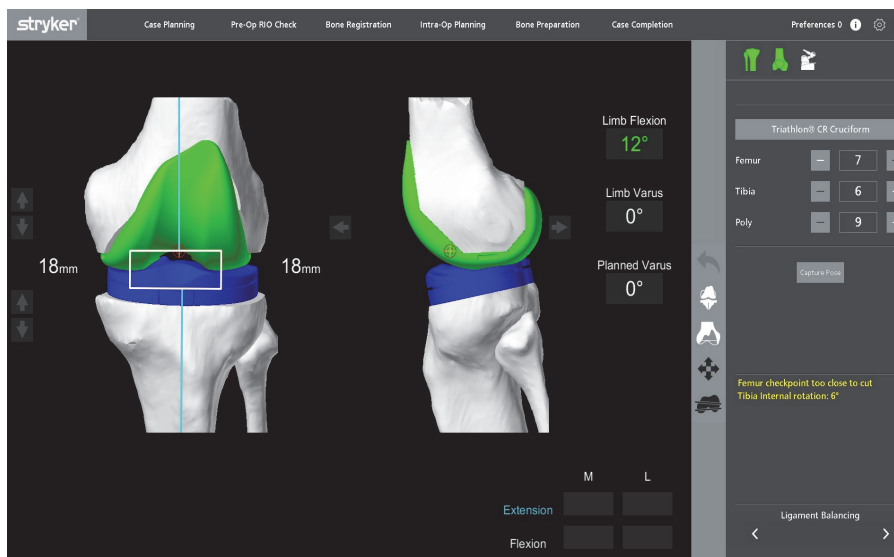 stryker
Case Planning
Pre-Op RIO Check
Bone Registration
Intra-Op Planning
Bone Preparation
Case Completion
Preferences 0
Limb Flexion
12°
Limb Varus
0°
Planned Varus
0°
18mm
18mm
M L
Extension
Flexion
Triathlon® CR Cruciform
Femur − 7
Tibia − 6
Poly − 9
Capture Pose
Femur checkpoint too close to cut
Tibia Internal rotation: 6°
Ligament Balancing